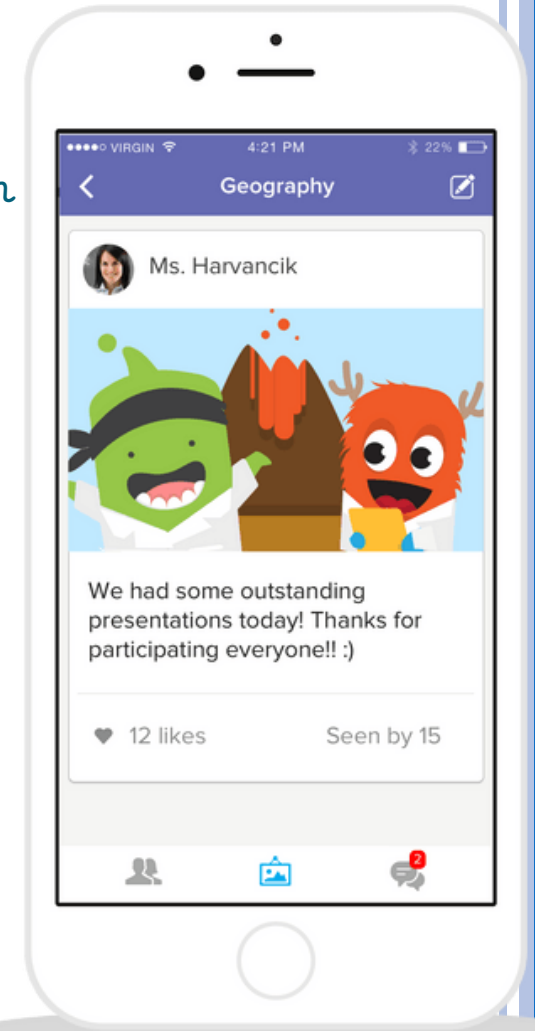 VIRGIN 4:21 PM 22%
Geography
n
Ms. Harvancik
We had some outstanding
presentations today! Thanks for
participating everyone!! :)
12 likes Seen by 15
2